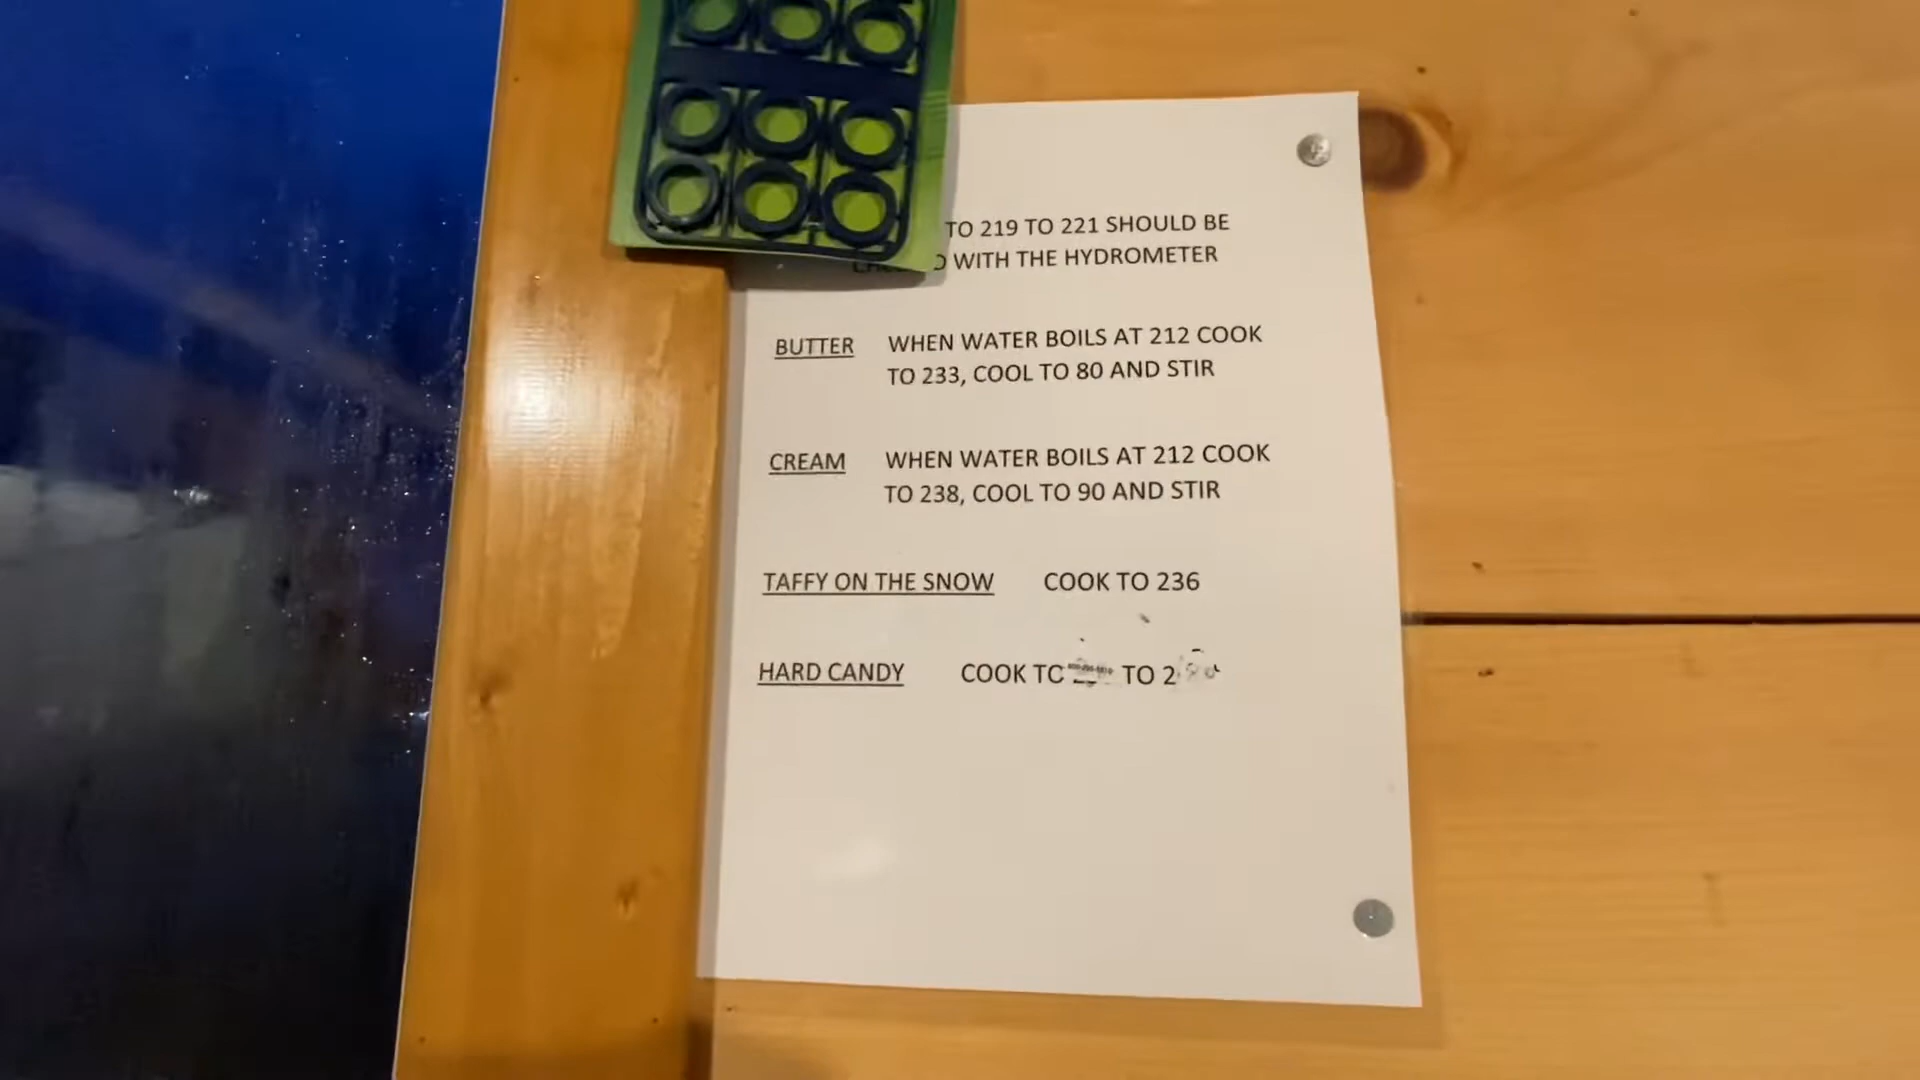 TO 219 TO 221 SHOULD BE
WITH THE HYDROMETER
BUTTER WHEN WATER BOILS AT 212 COOK
TO 233, COOL TO 80 AND STIR
CREAM WHEN WATER BOILS AT 212 COOK
TO 238, COOL TO 90 AND STIR
TAFFY ON THE SNOW COOK TO 236
HARD CANDY COOK TO TO